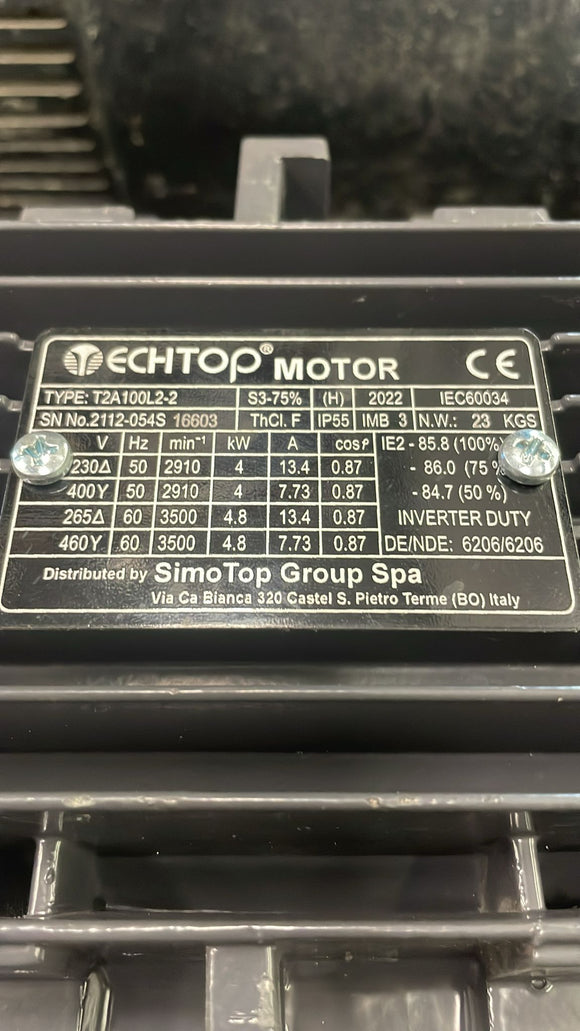 TECHTOP® MOTOR CE
TYPE: T2A100L2-2 S3-75% (H) 2022 IEC60034
SN No.2112-054S 16603 ThCl. F IP55 IMB 3 N.W.: 23 KGS
V Hz min⁻¹ kW A cosφ IE2 - 85.8 (100%)
230Δ 50 2910 4 13.4 0.87 - 86.0 (75 %
400Y 50 2910 4 7.73 0.87 - 84.7 (50 %)
265Δ 60 3500 4.8 13.4 0.87 INVERTER DUTY
460Y 60 3500 4.8 7.73 0.87 DE/NDE: 6206/6206
Distributed by SimoTop Group Spa
Via Ca Bianca 320 Castel S. Pietro Terme (BO) Italy